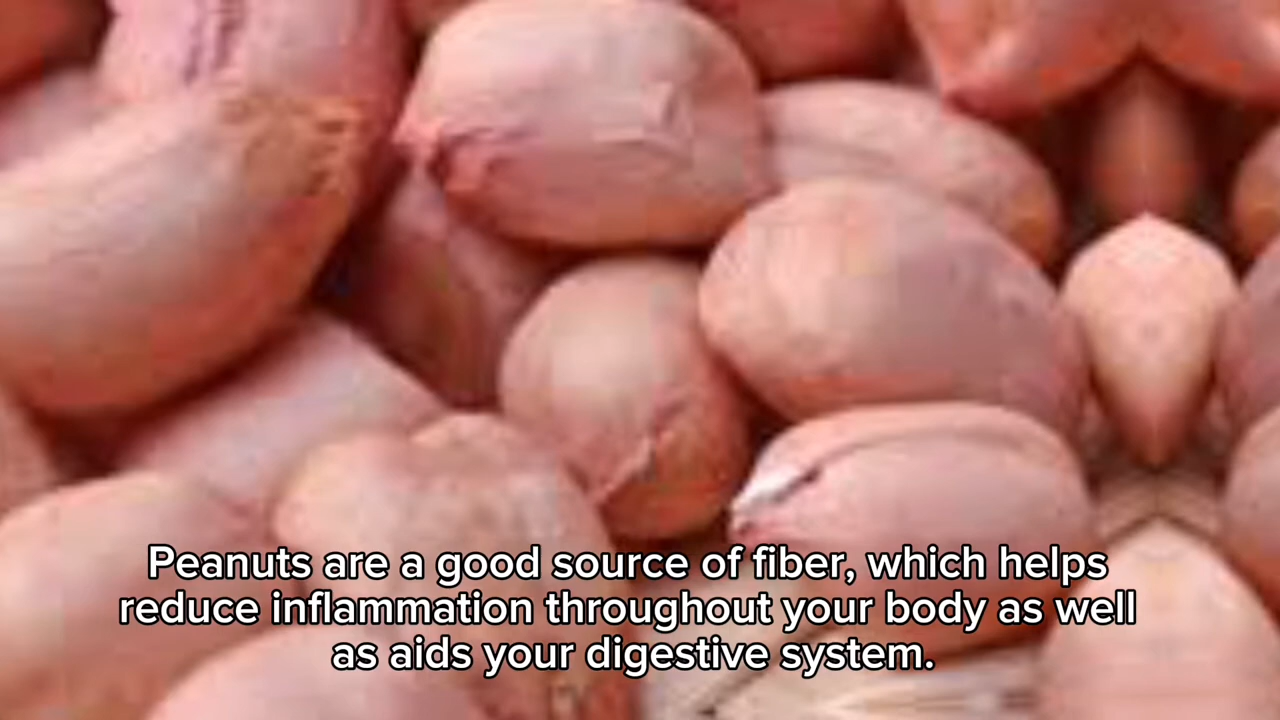 Peanuts are a good source of fiber, which helps
reduce inflammation throughout your body as well
as aids your digestive system.